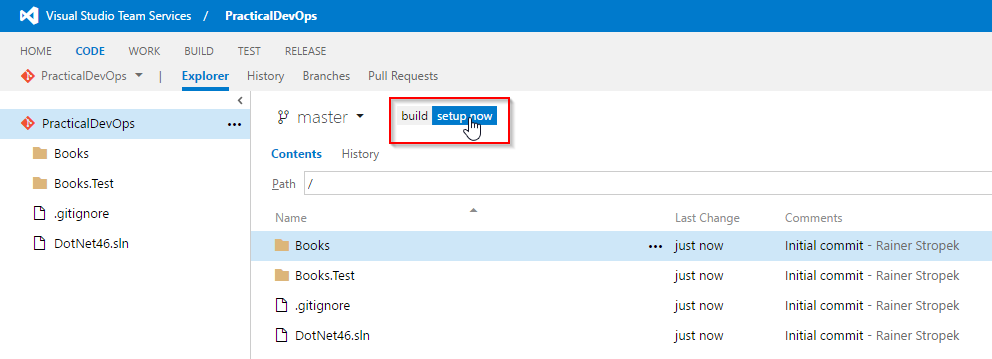 Visual Studio Team Services / PracticalDevOps
HOME CODE WORK BUILD TEST RELEASE
PracticalDevOps | Explorer History Branches Pull Requests
PracticalDevOps ...
Books
Books.Test
.gitignore
DotNet46.sln
master build setup now
Contents History
Path /
Name Last Change Comments
Books ... just now Initial commit - Rainer Stropek
Books.Test just now Initial commit - Rainer Stropek
.gitignore just now Initial commit - Rainer Stropek
DotNet46.sln just now Initial commit - Rainer Stropek